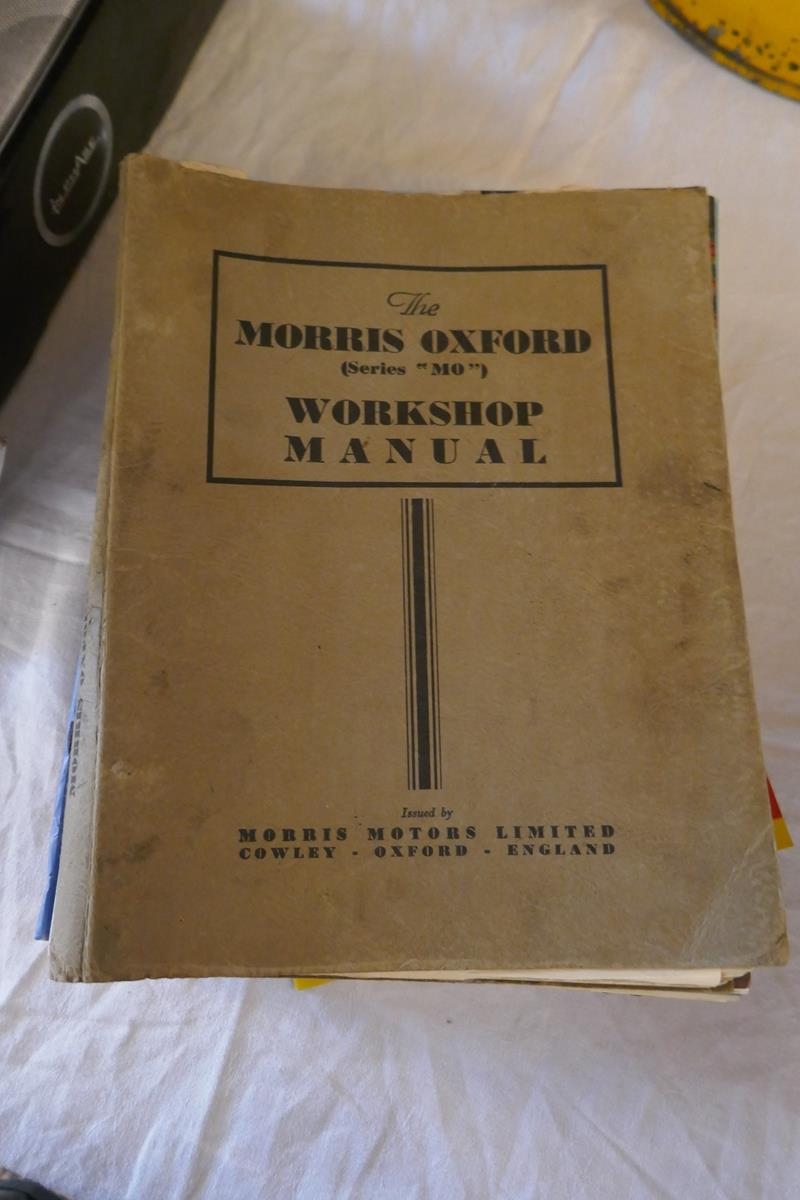 The
MORRIS OXFORD
(Series "MO")
WORKSHOP
MANUAL
Issued by
MORRIS MOTORS LIMITED
COWLEY - OXFORD - ENGLAND